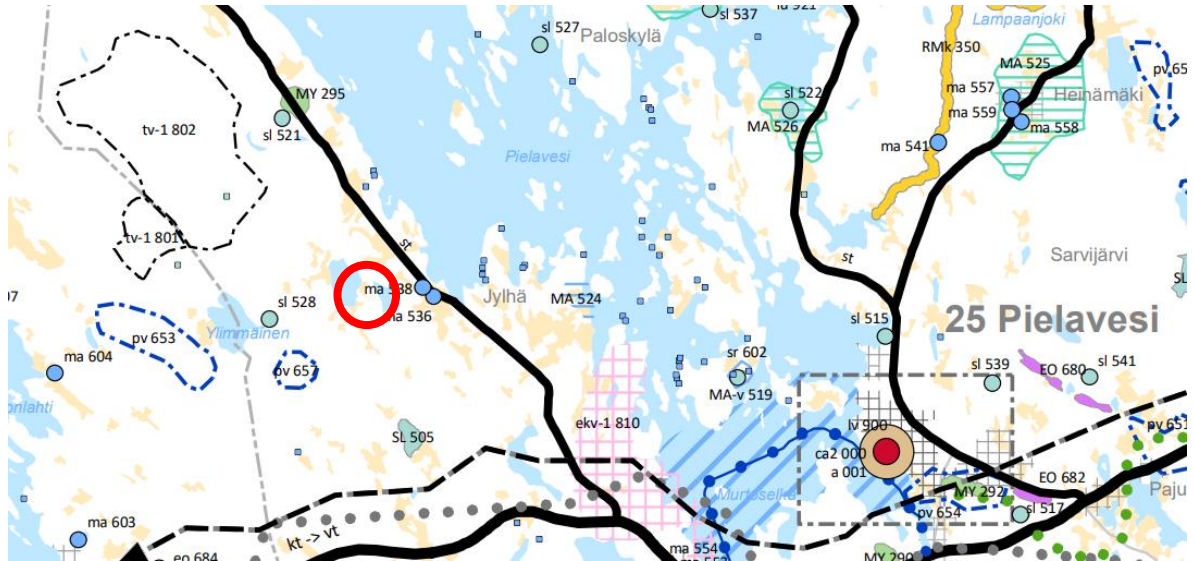 sl 537
sl 527
Paloskylä
Lampaanjoki
RMk 350
MA 525
ma 557
Heinämäki
ma 559
ma 558
MY 295
sl 521
tv-1 802
sl 522
MA 526
ma 541
Pielavesi
tv-1 801
st
st
Sarvijärvi
SL
07
ma 538
ma 536
Jylhä
MA 524
sl 528
Ylimmäinen
pv 653
pv 657
ma 604
sl 515
25 Pielavesi
sr 602
MA-v 519
sl 539
EO 680
sl 541
ekv-1 810
SL 505
lv 900
ca2 000
a 001
pv 651
EO 682
MY 292
sl 517
Murtoselkä
pv 654
ma 603
eo 684
kt -> vt
ma 554
MY 290